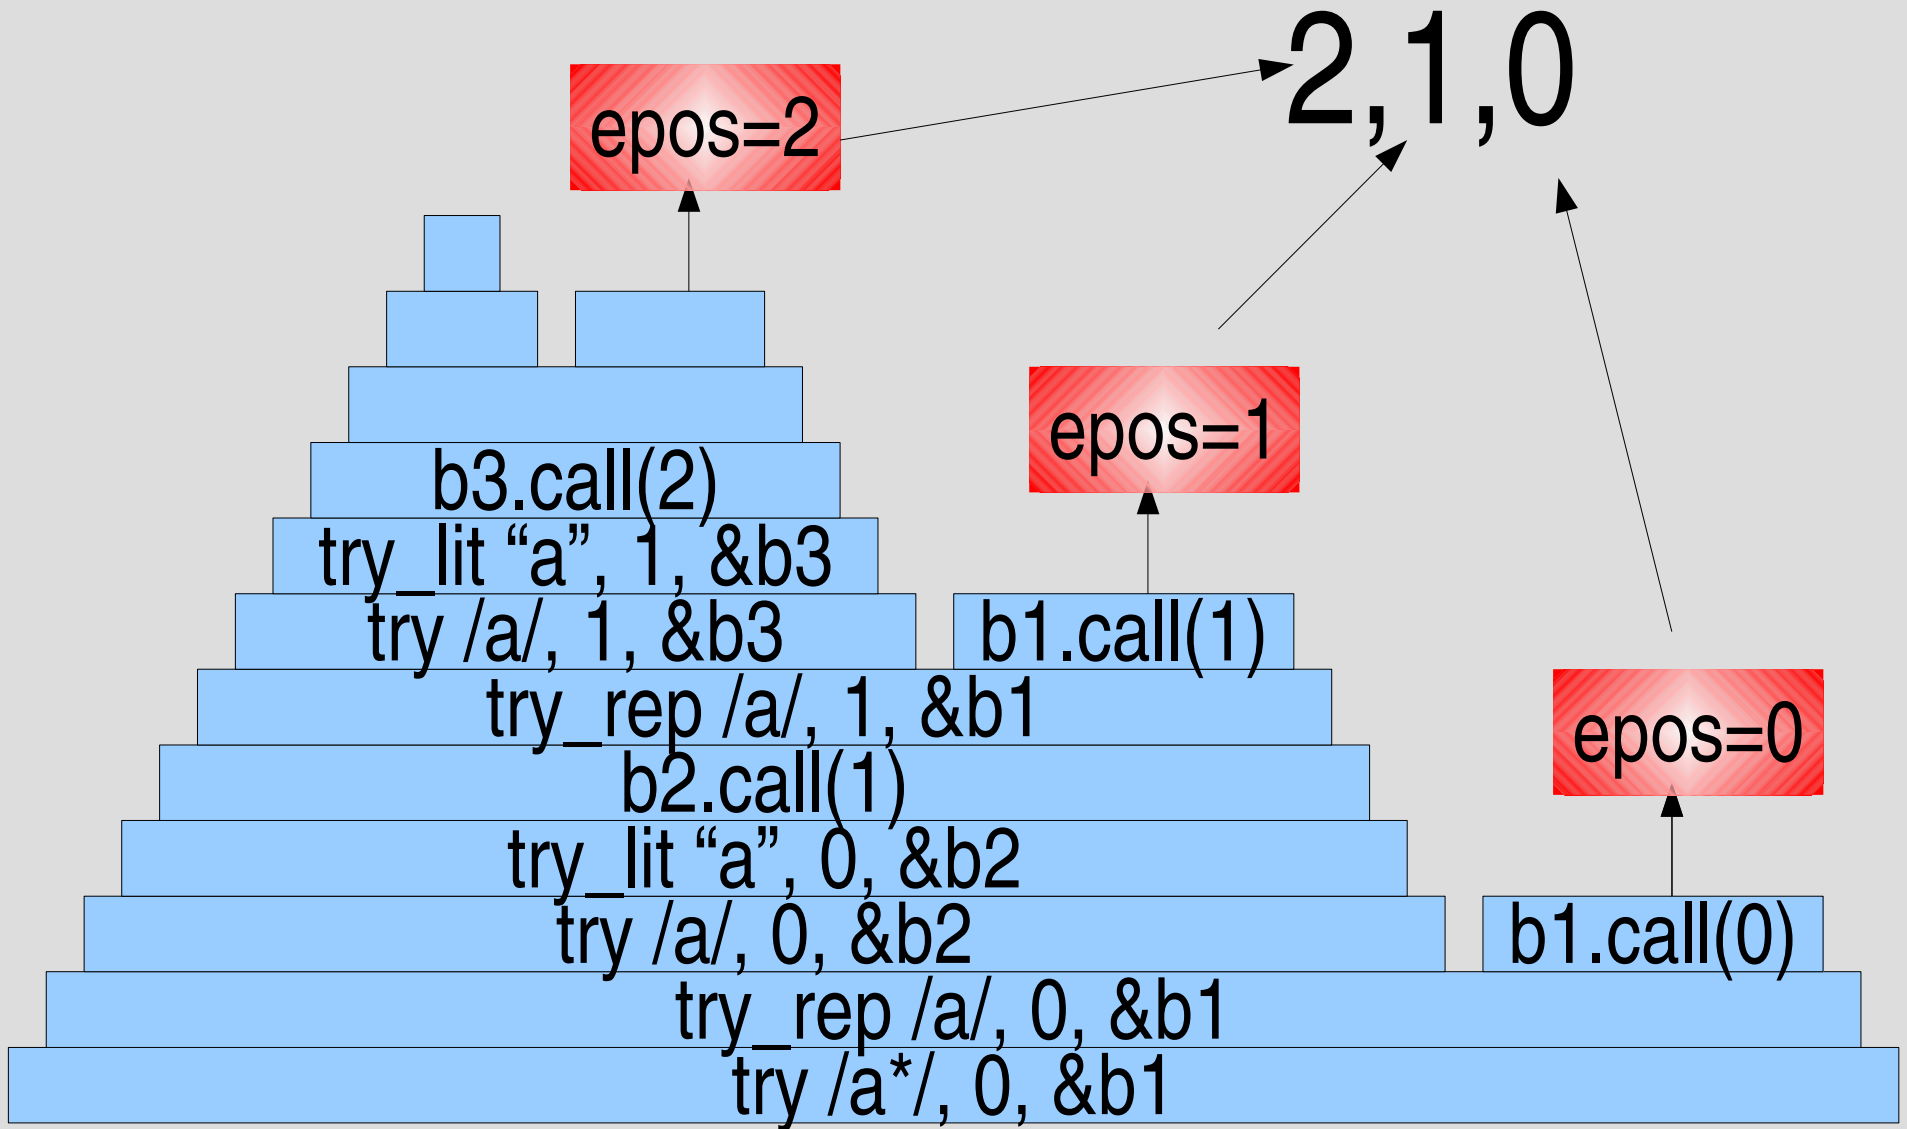 2,1,0
epos=2
epos=1
b3.call(2)
try_lit “a”, 1, &b3
try /a/, 1, &b3
b1.call(1)
try_rep /a/, 1, &b1
epos=0
b2.call(1)
try_lit “a”, 0, &b2
try /a/, 0, &b2
b1.call(0)
try_rep /a/, 0, &b1
try /a*/, 0, &b1